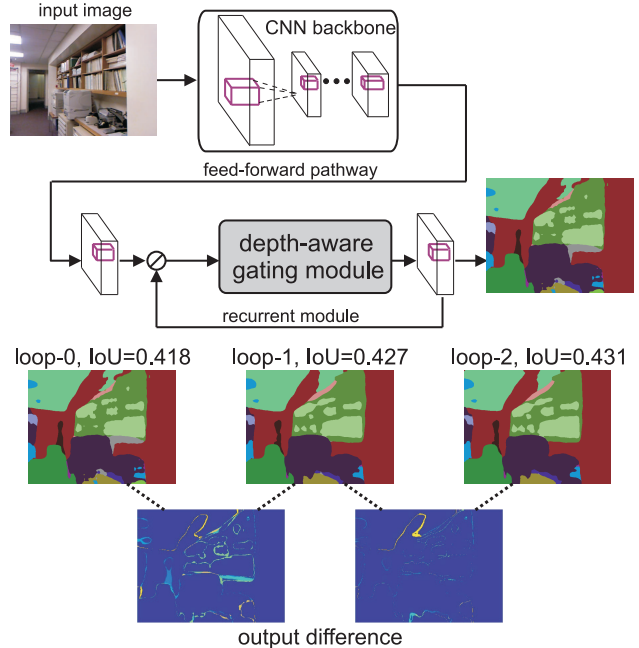 input image
CNN backbone
feed-forward pathway
depth-aware
gating module
recurrent module
loop-0, IoU=0.418
loop-1, IoU=0.427
loop-2, IoU=0.431
output difference